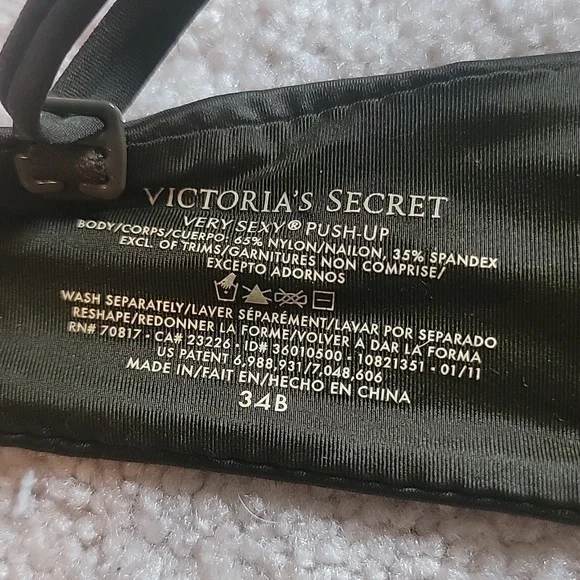 VICTORIA'S SECRET
VERY SEXY® PUSH-UP
BODY/CORPS/CUERPO, 65% NYLON/NAILON, 35% SPANDEX
EXCL. OF TRIMS/GARNITURES NON COMPRISE/
EXCEPTO ADORNOS
WASH SEPARATELY/LAVER SÉPARÉMENT/LAVAR POR SEPARADO
RESHAPE/REDONNER LA FORME/VOLVER A DAR LA FORMA
RN# 70817 • CA# 23226 • ID# 36010500 • 10821351 • 01/11
US PATENT 6,988,931/7,048,606
MADE IN/FAIT EN/HECHO EN CHINA
34B